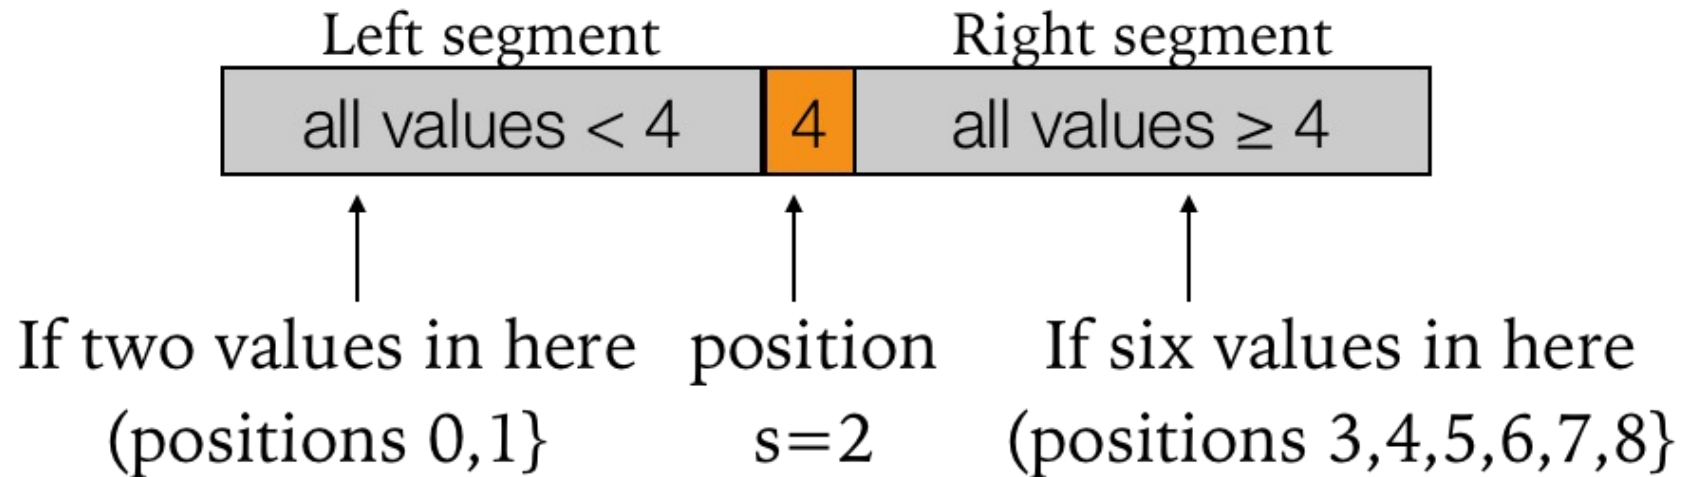 Left segment Right segment
all values < 4 4 all values ≥ 4
If two values in here position If six values in here
(positions 0,1} s=2 (positions 3,4,5,6,7,8}